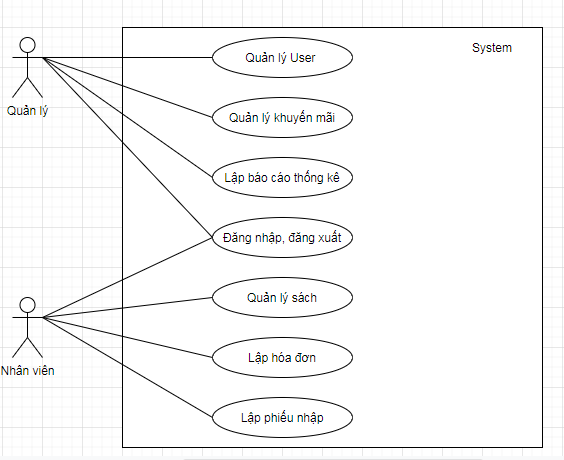 System
Quản lý User
Quản lý
Quản lý khuyến mãi
Lập báo cáo thống kê
Đăng nhập, đăng xuất
Quản lý sách
Nhân viên
Lập hóa đơn
Lập phiếu nhập